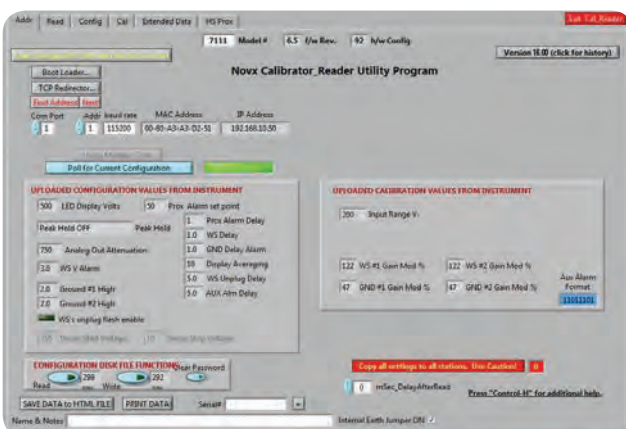 Addr Read Config Cal Extended Data HS Prox
7111 Model # 6.5 f/w Rev. 92 h/w Config
Version 16.00 (click for history)
Boot Loader...
Novx Calibrator_Reader Utility Program
TCP Redirector...
Find Address Next
Com Port Addr baud rate MAC Address IP Address
1 1 115200 00-80-A3-A3-D2-51 192.168.10.50
Poll for Current Configuration
UPLOADED CONFIGURATION VALUES FROM INSTRUMENT
500 LED Display Volts 50 Prox Alarm set point
Peak Hold OFF Peak Hold
1 Prox Alarm Delay
1.0 WS Delay
750 Analog Out Attenuation
1.0 GND Delay Alarm
10 Display Averaging
3.0 WS V Alarm
5.0 WS Unplug Delay
2.0 Ground #1 High
5.0 AUX Alm Delay
2.0 Ground #2 High
WS's unplug flash enable
UPLOADED CALIBRATION VALUES FROM INSTRUMENT
200 Input Range V-
122 WS #1 Gain Mod % 122 WS #2 Gain Mod %
47 GND #1 Gain Mod % 47 GND #2 Gain Mod %
Aux Alarm
Format
11011101
CONFIGURATION DISK FILE FUNCTIONS
Password
Read 299 Write 292
Copy all settings to all stations. Use Caution! 0
0 mSec_DelayAfterRead
Press "Control-H" for additional help.
SAVE DATA to HTML FILE PRINT DATA Serial#
Name & Notes
Internal Earth Jumper ON